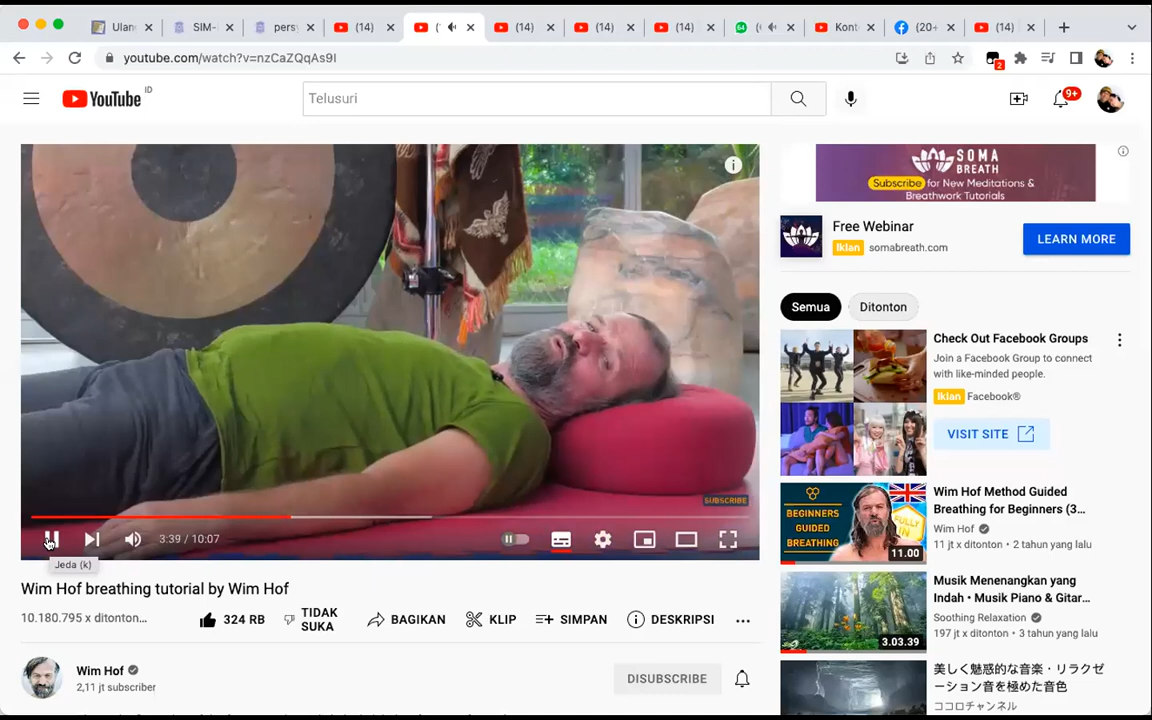 Ulan
SIM-
pers
(14)
(
(14)
(14)
(14)
(
Kont
(20+
(14)
youtube.com/watch?v=nzCaZQqAs9I
2
YouTube ID
Telusuri
9+
SUBSCRIBE
3:39 / 10:07
Jeda (k)
Wim Hof breathing tutorial by Wim Hof
10.180.795 x ditonton...
324 RB
TIDAK
SUKA
BAGIKAN
KLIP
SIMPAN
DESKRIPSI
Wim Hof
2,11 jt subscriber
DISUBSCRIBE
SOMA
BREATH
Subscribe for New Meditations &
Breathwork Tutorials
Free Webinar
Iklan somabreath.com
LEARN MORE
Semua
Ditonton
Check Out Facebook Groups
Join a Facebook Group to connect
with like-minded people.
Iklan Facebook®
VISIT SITE
BEGINNERS
GUIDED
BREATHING
FULLY
IN
11.00
Wim Hof Method Guided
Breathing for Beginners (3...
Wim Hof
11 jt x ditonton • 2 tahun yang lalu
3.03.39
Musik Menenangkan yang
Indah • Musik Piano & Gitar...
Soothing Relaxation
197 jt x ditonton • 3 tahun yang lalu
美しく魅惑的な音楽・リラクゼ
ーション音を極めた音色
ココロチャンネル